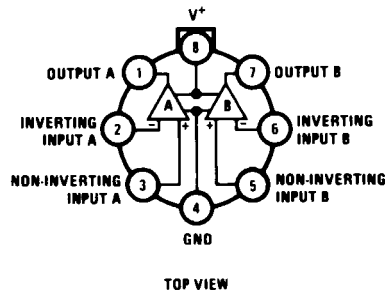 V+
8
1
7
OUTPUT A
OUTPUT B
A
B
INVERTING
INPUT A
2
-
+
+
-
6
INVERTING
INPUT B
NON-INVERTING
INPUT A
3
5
NON-INVERTING
INPUT B
4
GND
TOP VIEW